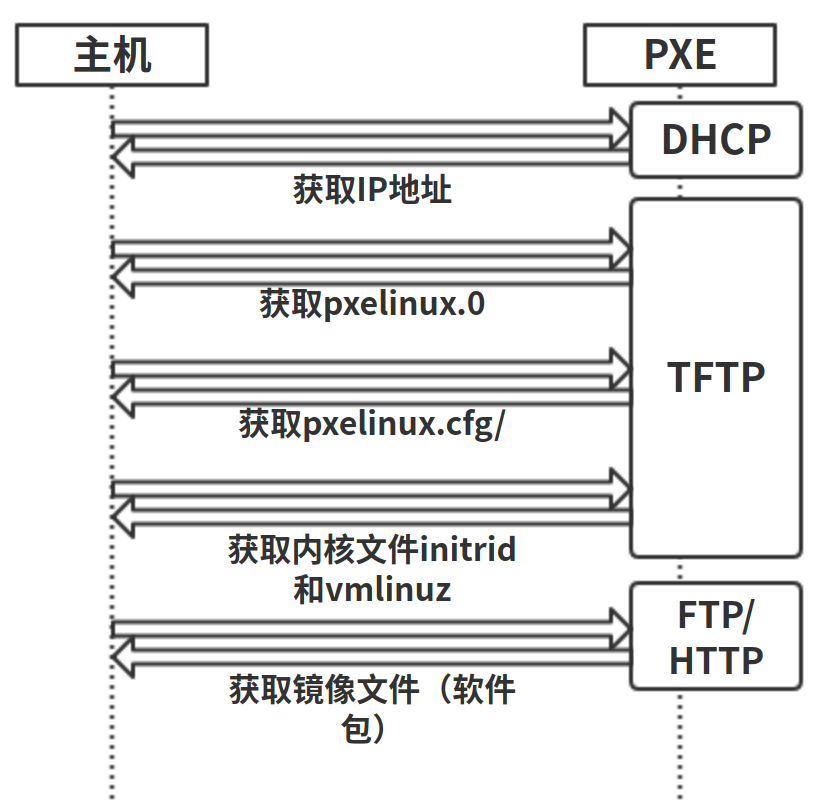 主机
PXE
DHCP
获取IP地址
获取pxelinux.0
TFTP
获取pxelinux.cfg/
获取内核文件initrid
和vmlinuz
FTP/
HTTP
获取镜像文件（软件
包）